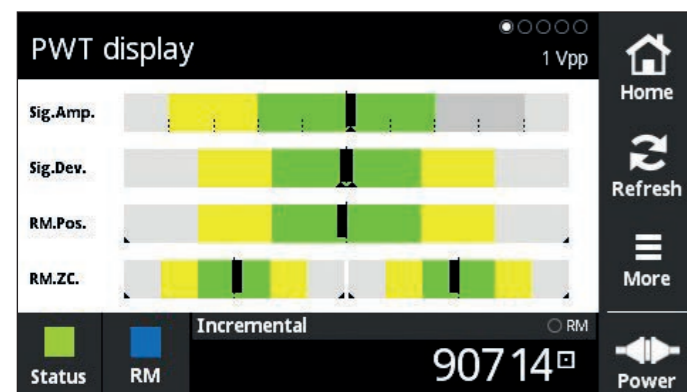 PWT display
1 Vpp
Sig.Amp.
Sig.Dev.
RM.Pos.
RM.ZC.
Status
RM
Incremental
RM
90714
Home
Refresh
More
Power